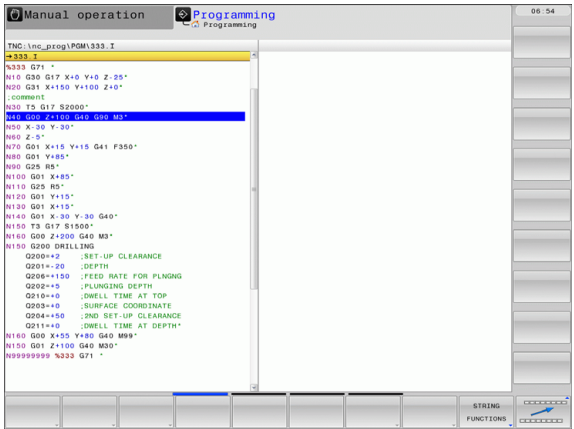 Manual operation
Programming
Programming
06:54
TNC:\nc_prog\PGM\333.I
→333.I
%333 G71 *
N10 G30 G17 X+0 Y+0 Z-25*
N20 G31 X+150 Y+100 Z+0*
;comment
N30 T5 G17 S2000*
N40 G00 Z+100 G40 G90 M3*
N50 X-30 Y-30*
N60 Z-5*
N70 G01 X+15 Y+15 G41 F350*
N80 G01 Y+85*
N90 G25 R5*
N100 G01 X+85*
N110 G25 R5*
N120 G01 Y+15*
N130 G01 X+15*
N140 G01 X-30 Y-30 G40*
N150 T3 G17 S1500*
N160 G00 Z+200 G40 M3*
N150 G200 DRILLING
Q200=+2 ;SET-UP CLEARANCE
Q201=-20 ;DEPTH
Q206=+150 ;FEED RATE FOR PLNGNG
Q202=+5 ;PLUNGING DEPTH
Q210=+0 ;DWELL TIME AT TOP
Q203=+0 ;SURFACE COORDINATE
Q204=+50 ;2ND SET-UP CLEARANCE
Q211=+0 ;DWELL TIME AT DEPTH*
N160 G00 X+55 Y+80 G40 M99*
N150 G01 Z+100 G40 M30*
N99999999 %333 G71 *
STRING
FUNCTIONS